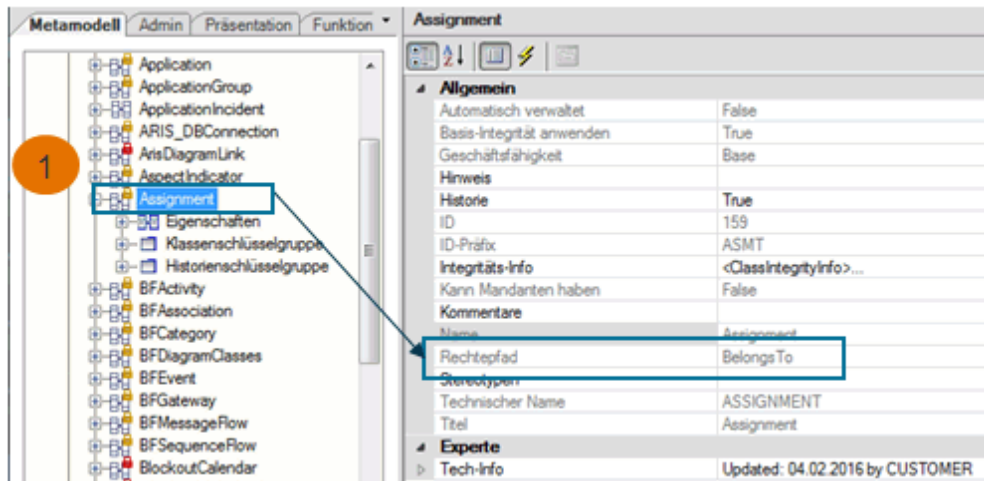 Metamodell Admin Präsentation Funktion
Application
ApplicationGroup
ApplicationIncident
ARIS_DBConnection
ArisDiagramLink
AspectIndicator
1
Assignment
Eigenschaften
Klassenschlüsselgruppe
Historienschlüsselgruppe
BFActivity
BFAssociation
BFCategory
BFDiagramClasses
BFEvent
BFGateway
BFMessageFlow
BFSequenceFlow
BlockoutCalendar
Assignment
Allgemein
Automatisch verwaltet False
Basis-Integrität anwenden True
Geschäftsfähigkeit Base
Hinweis
Historie True
ID 159
ID-Präfix ASMT
Integritäts-Info <ClassIntegrityInfo>...
Kann Mandanten haben False
Kommentare
Name Assignment
Rechtepfad BelongsTo
Stereotypen
Technischer Name ASSIGNMENT
Titel Assignment
Experte
Tech-Info Updated: 04.02.2016 by CUSTOMER